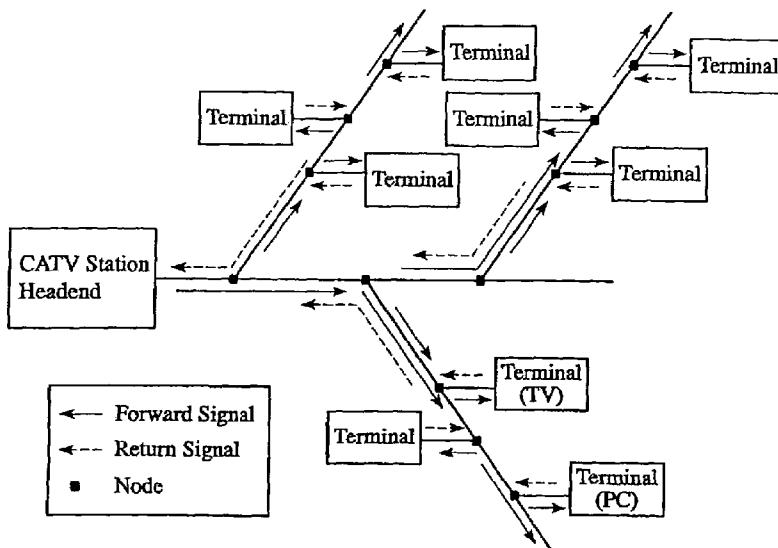 Terminal
Terminal
Terminal
Terminal
Terminal
Terminal
CATV Station
Headend
Terminal
(TV)
Forward Signal
Return Signal
Node
Terminal
Terminal
(PC)